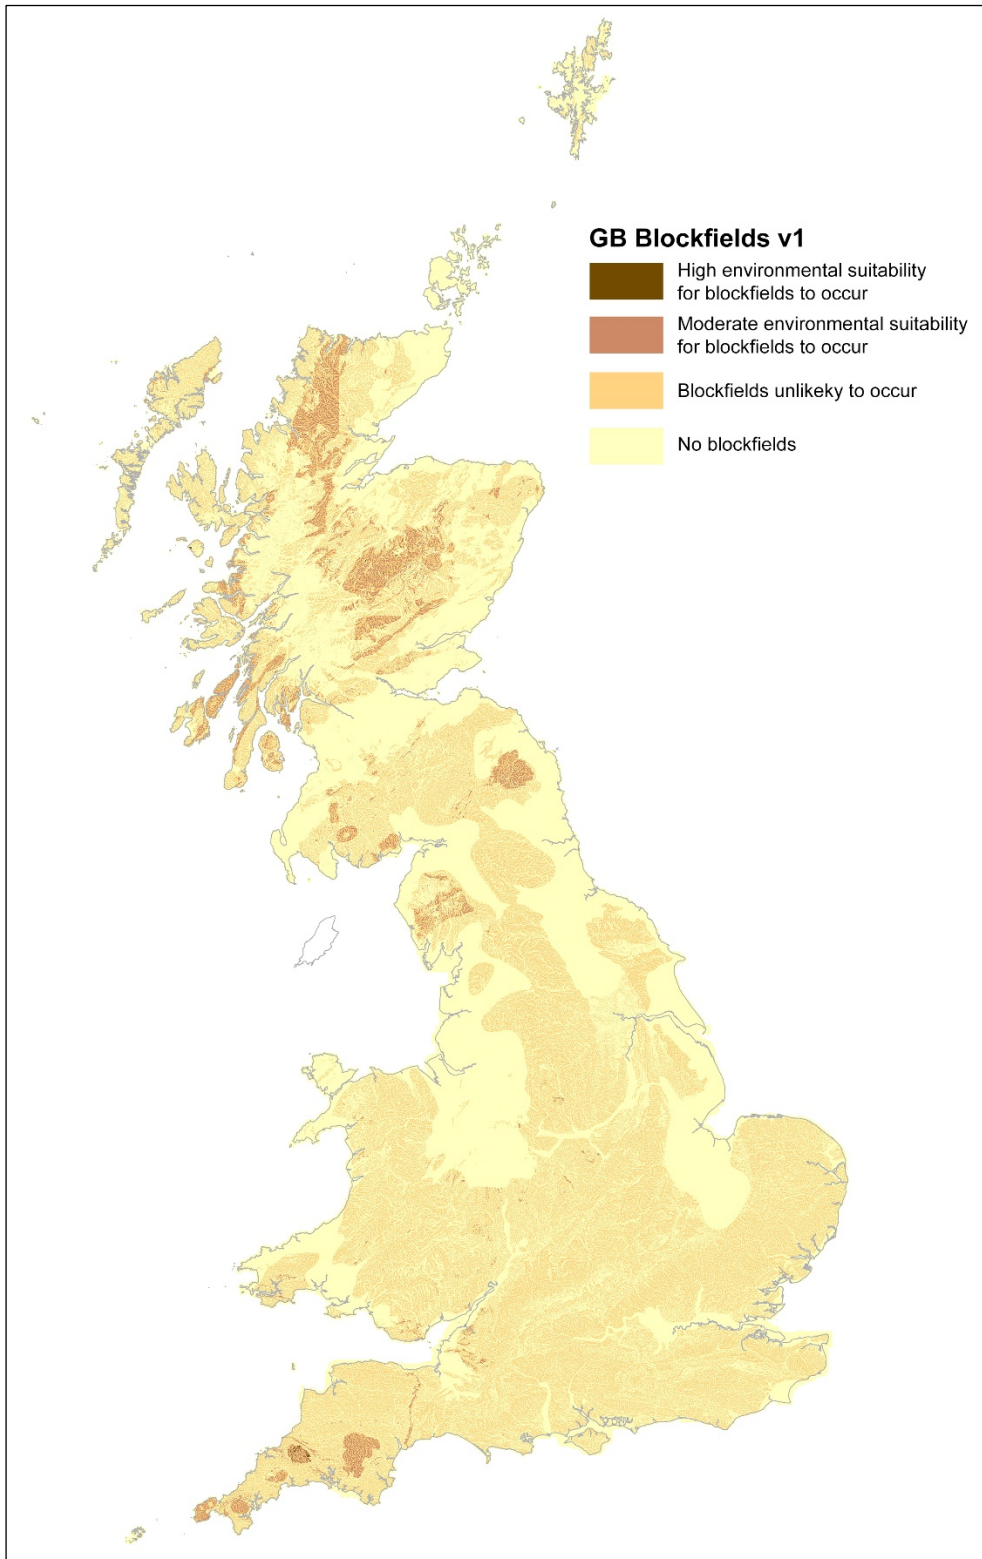 GB Blockfields v1
High environmental suitability
for blockfields to occur
Moderate environmental suitability
for blockfields to occur
Blockfields unlikeky to occur
No blockfields